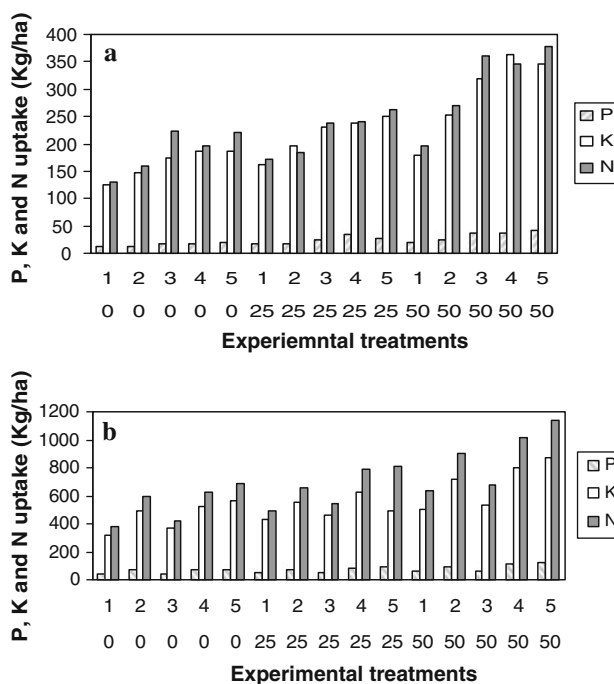 a
P, K and N uptake (Kg/ha)
400
350
300
250
200
150
100
50
0
P
K
N
1 2 3 4 5 1 2 3 4 5 1 2 3 4 5
0 0 0 0 0 25 25 25 25 25 50 50 50 50 50
Experiemntal treatments
b
P, K and N uptake (Kg/ha)
1200
1000
800
600
400
200
0
P
K
N
1 2 3 4 5 1 2 3 4 5 1 2 3 4 5
0 0 0 0 0 25 25 25 25 25 50 50 50 50 50
Experimental treatments